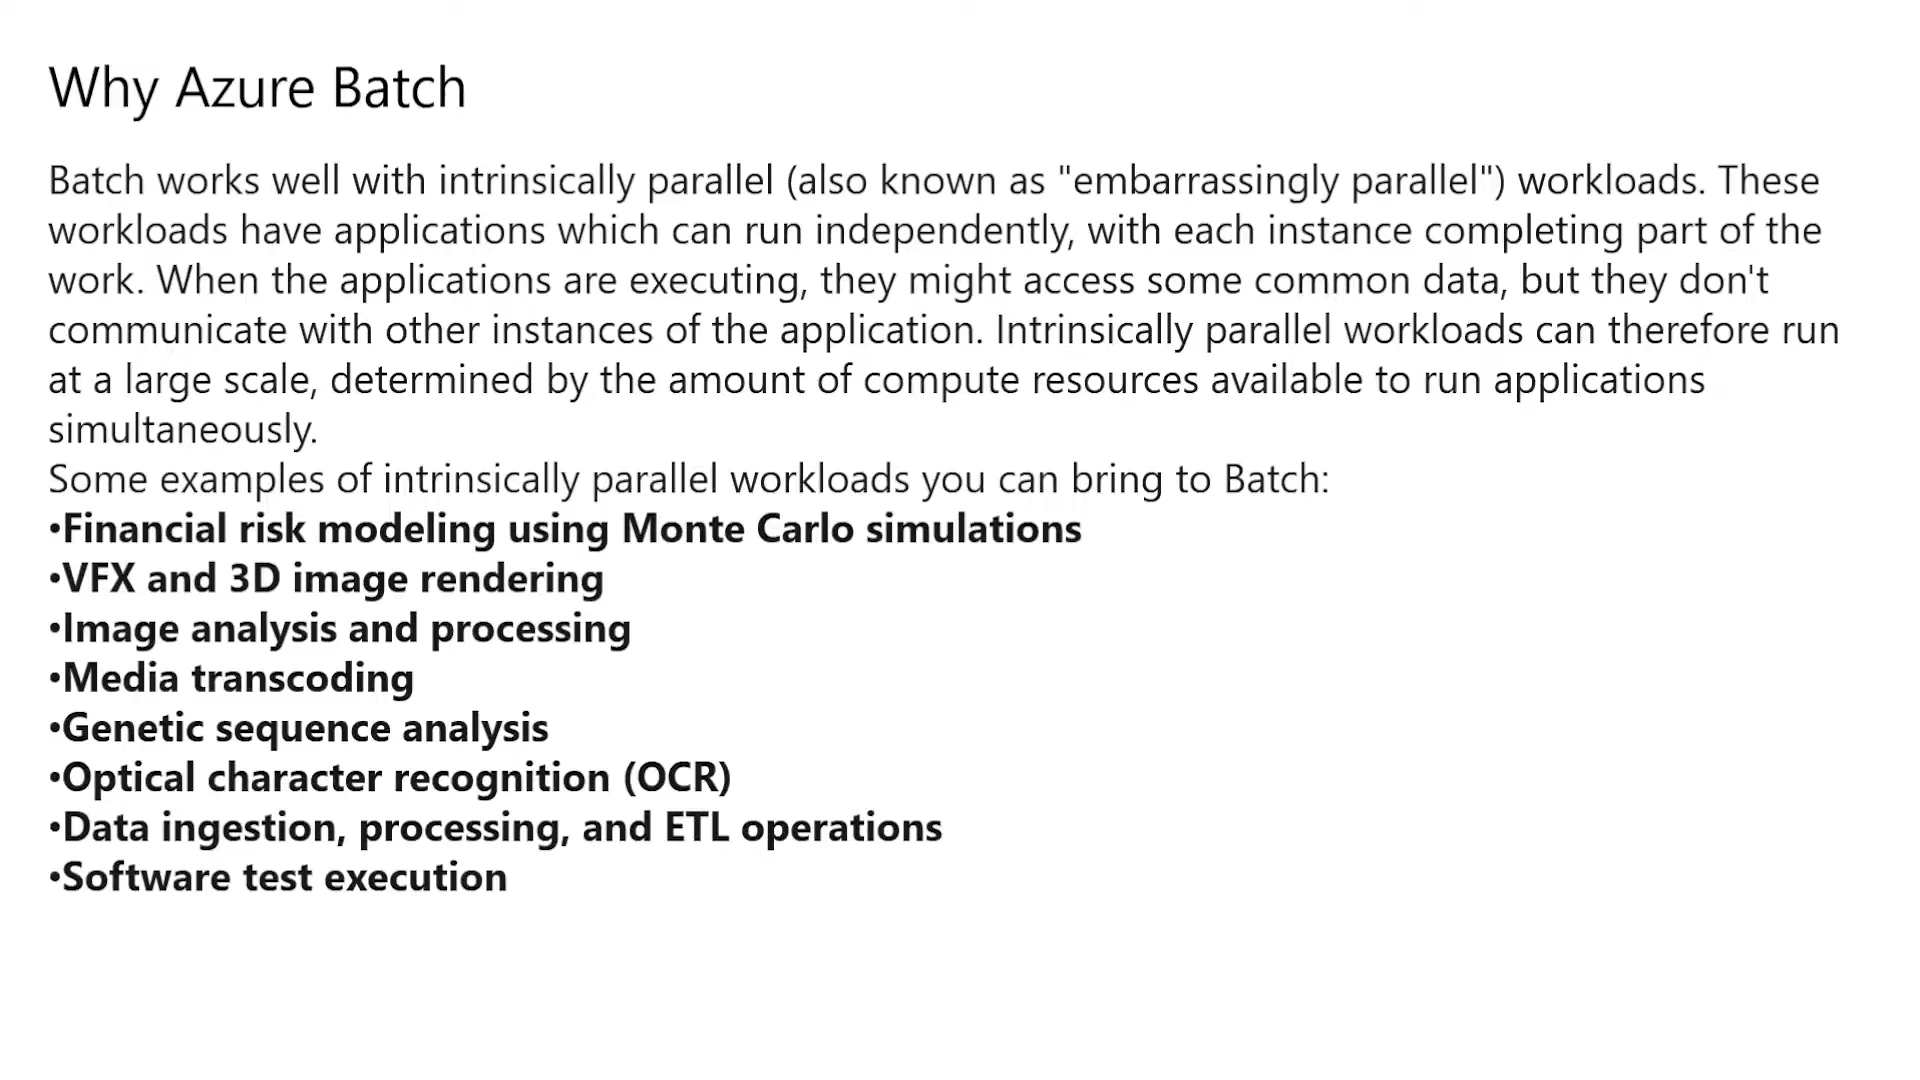 Why Azure Batch
Batch works well with intrinsically parallel (also known as "embarrassingly parallel") workloads. These
workloads have applications which can run independently, with each instance completing part of the
work. When the applications are executing, they might access some common data, but they don't
communicate with other instances of the application. Intrinsically parallel workloads can therefore run
at a large scale, determined by the amount of compute resources available to run applications
simultaneously.
Some examples of intrinsically parallel workloads you can bring to Batch:
•Financial risk modeling using Monte Carlo simulations
•VFX and 3D image rendering
•Image analysis and processing
•Media transcoding
•Genetic sequence analysis
•Optical character recognition (OCR)
•Data ingestion, processing, and ETL operations
•Software test execution